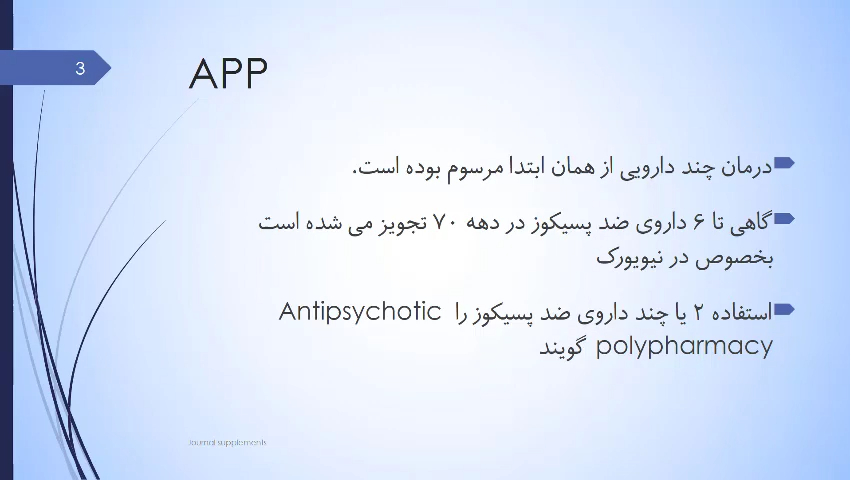 3
APP
درمان چند دارویی از همان ابتدا مرسوم بوده است.
گاهی تا ۶ داروی ضد پسیکوز در دهه ۷۰ تجویز می شده است
بخصوص در نیویورک
استفاده ۲ یا چند داروی ضد پسیکوز را Antipsychotic
polypharmacy گویند
Journal supplements